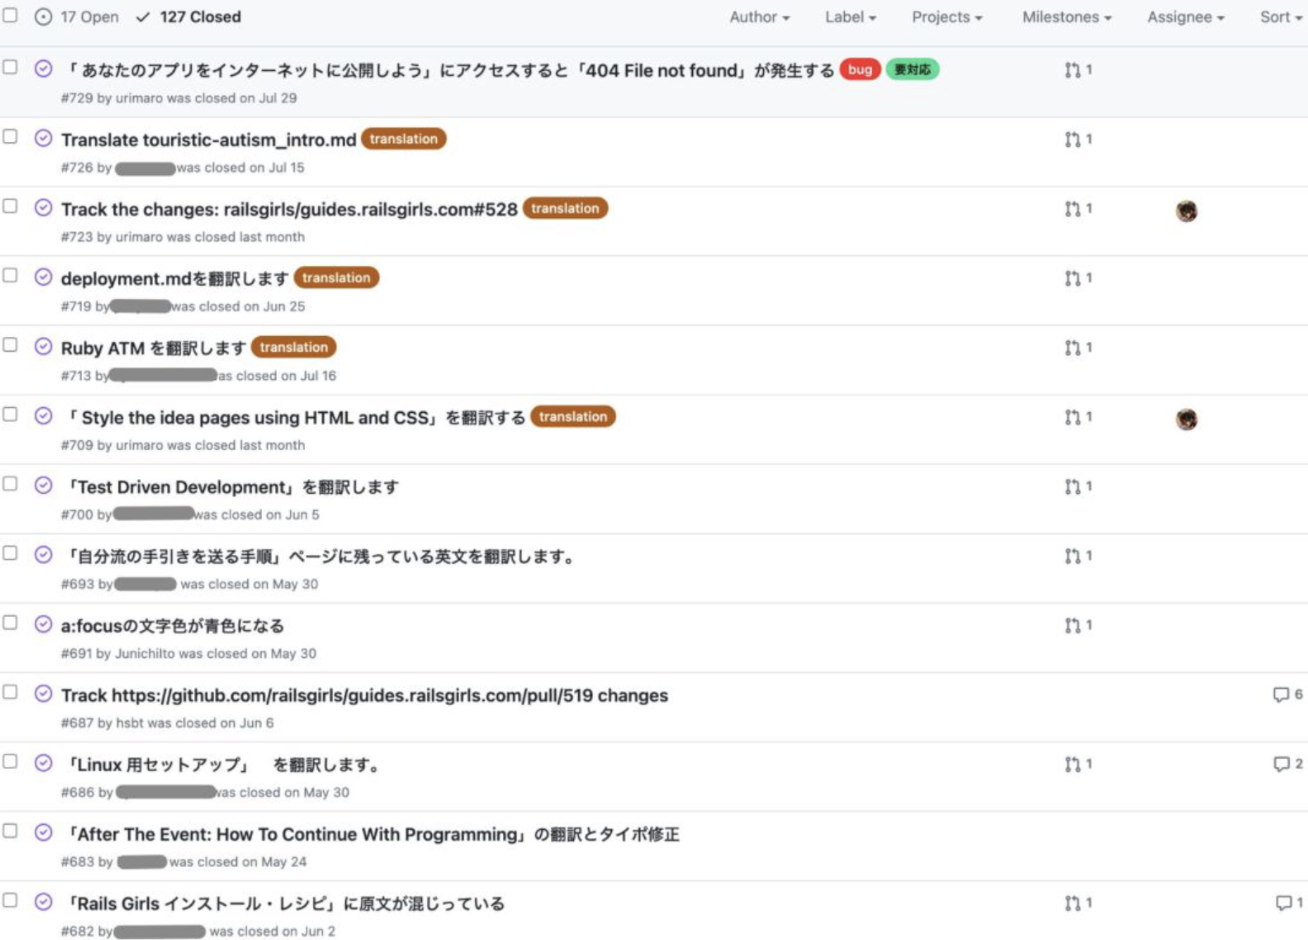 17 Open 127 Closed Author Label Projects Milestones Assignee Sort
「 あなたのアプリをインターネットに公開しよう」にアクセスすると「404 File not found」が発生する bug 要対応 1
#729 by urimaro was closed on Jul 29
Translate touristic-autism_intro.md translation 1
#726 by was closed on Jul 15
Track the changes: railsgirls/guides.railsgirls.com#528 translation 1
#723 by urimaro was closed last month
deployment.mdを翻訳します translation 1
#719 by was closed on Jun 25
Ruby ATM を翻訳します translation 1
#713 by as closed on Jul 16
「 Style the idea pages using HTML and CSS」を翻訳する translation 1
#709 by urimaro was closed last month
「Test Driven Development」を翻訳します 1
#700 by was closed on Jun 5
「自分流の手引きを送る手順」ページに残っている英文を翻訳します。 1
#693 by was closed on May 30
a:focusの文字色が青色になる 1
#691 by JunichiIto was closed on May 30
Track https://github.com/railsgirls/guides.railsgirls.com/pull/519 changes 6
#687 by hsbt was closed on Jun 6
「Linux 用セットアップ」　を翻訳します。 1 2
#686 by was closed on May 30
「After The Event: How To Continue With Programming」の翻訳とタイポ修正
#683 by was closed on May 24
「Rails Girls インストール・レシピ」に原文が混じっている 1 1
#682 by was closed on Jun 2